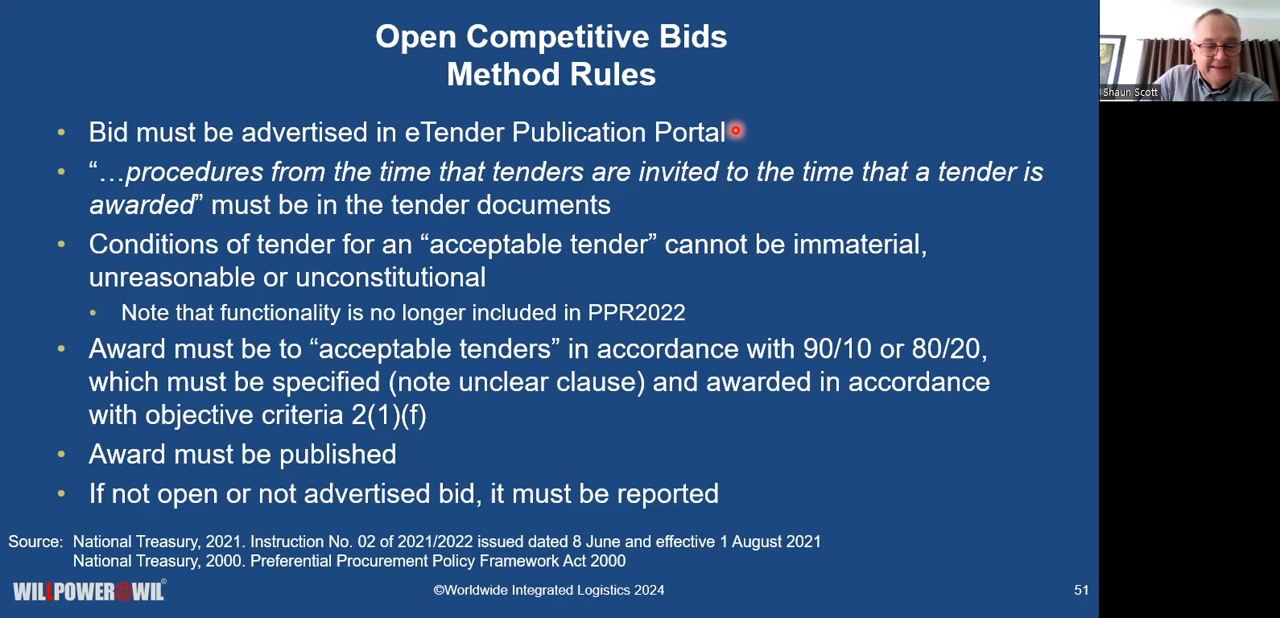 Open Competitive Bids
Method Rules
Shaun Scott
• Bid must be advertised in eTender Publication Portal
• “…procedures from the time that tenders are invited to the time that a tender is
awarded” must be in the tender documents
• Conditions of tender for an “acceptable tender” cannot be immaterial,
unreasonable or unconstitutional
• Note that functionality is no longer included in PPR2022
• Award must be to “acceptable tenders” in accordance with 90/10 or 80/20,
which must be specified (note unclear clause) and awarded in accordance
with objective criteria 2(1)(f)
• Award must be published
• If not open or not advertised bid, it must be reported
Source: National Treasury, 2021. Instruction No. 02 of 2021/2022 issued dated 8 June and effective 1 August 2021
National Treasury, 2000. Preferential Procurement Policy Framework Act 2000
WILLPOWER@WIL©
©Worldwide Integrated Logistics 2024
51